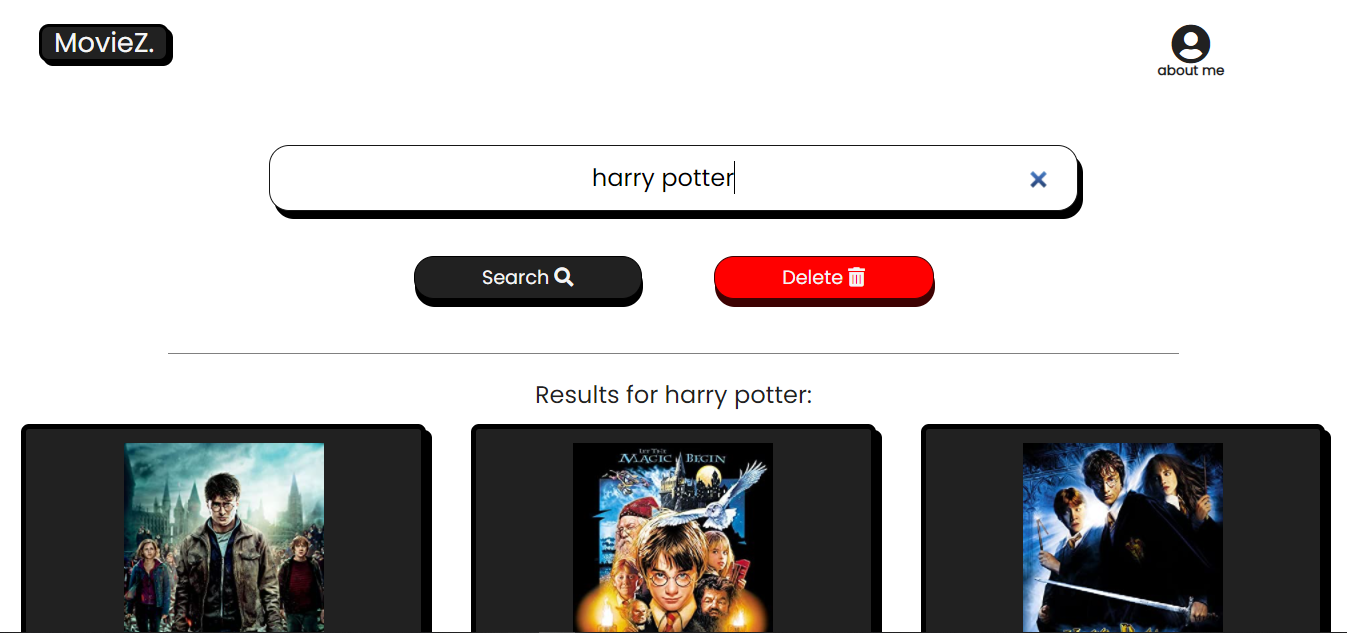 MovieZ.
about me
harry potter
Search
Delete
Results for harry potter:
LET THE
MAGIC BEGIN